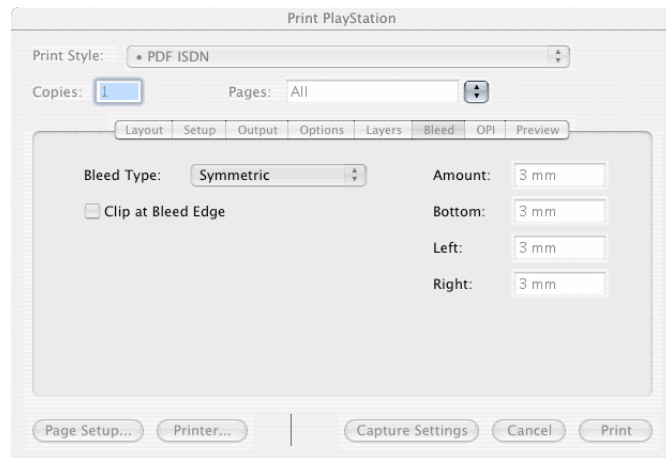 Print PlayStation
Print Style: • PDF ISDN
Copies: 1 Pages: All
Layout Setup Output Options Layers Bleed OPI Preview
Bleed Type: Symmetric Amount: 3 mm
Clip at Bleed Edge Bottom: 3 mm
Left: 3 mm
Right: 3 mm
Page Setup... Printer... Capture Settings Cancel Print